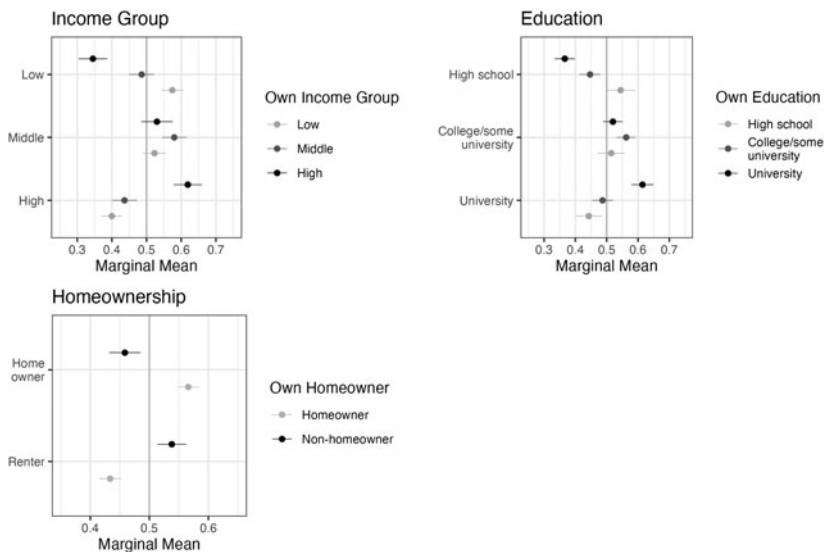 Income Group
Low
Middle
High
0.3 0.4 0.5 0.6 0.7
Marginal Mean
Own Income Group
Low
Middle
High
Education
High school
College/some
university
University
0.3 0.4 0.5 0.6 0.7
Marginal Mean
Own Education
High school
College/some
university
University
Homeownership
Home
owner
Renter
0.4 0.5 0.6
Marginal Mean
Own Homeowner
Homeowner
Non-homeowner